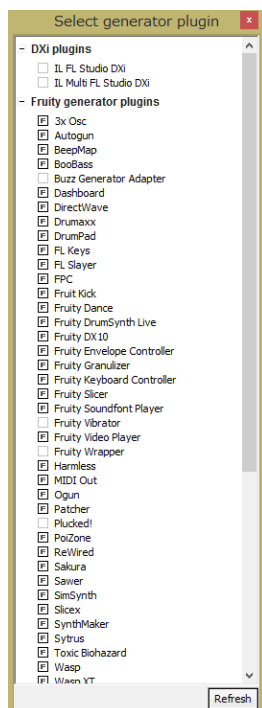 Select generator plugin
x
− DXi plugins
IL FL Studio DXi
IL Multi FL Studio DXi
− Fruity generator plugins
F 3x Osc
F Autogun
F BeepMap
F BooBass
Buzz Generator Adapter
F Dashboard
F DirectWave
F Drumaxx
F DrumPad
F FL Keys
F FL Slayer
F FPC
F Fruit Kick
F Fruity Dance
F Fruity DrumSynth Live
F Fruity DX10
F Fruity Envelope Controller
F Fruity Granulizer
F Fruity Keyboard Controller
F Fruity Slicer
F Fruity Soundfont Player
Fruity Vibrator
F Fruity Video Player
Fruity Wrapper
F Harmless
F MIDI Out
F Ogun
F Patcher
Plucked!
F PoiZone
F ReWired
F Sakura
F Sawer
F SimSynth
F Slicex
F SynthMaker
F Sytrus
F Toxic Biohazard
F Wasp
F Wasp XT
Refresh